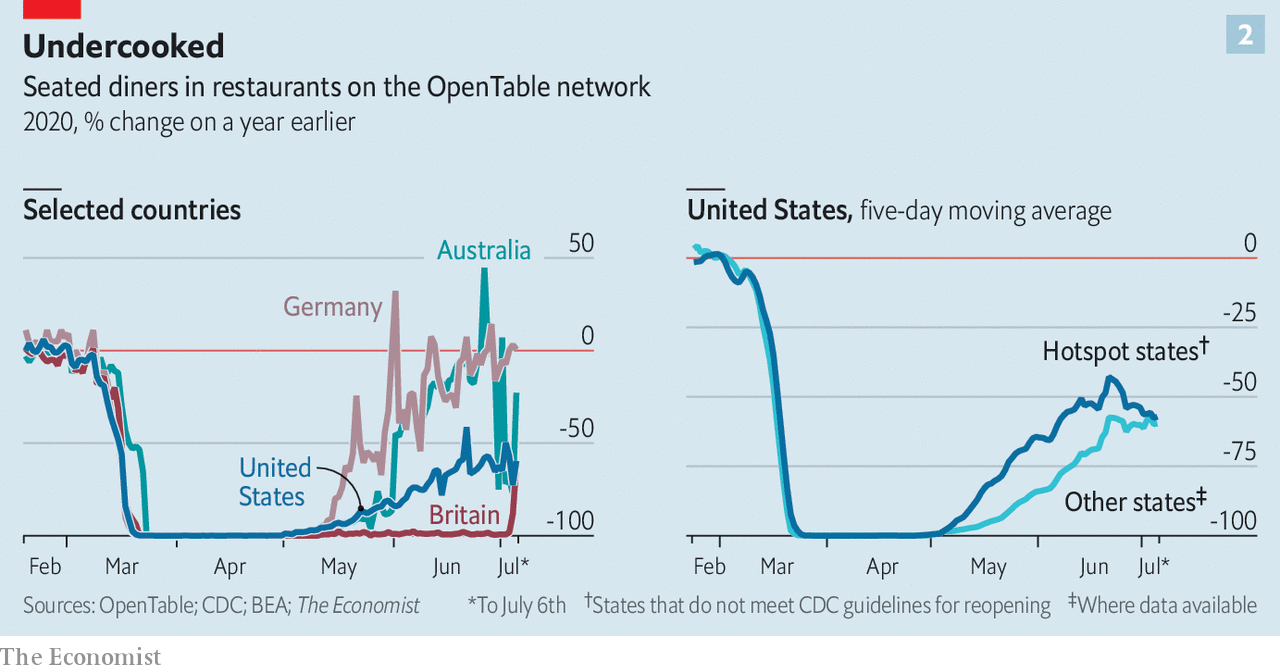 2
Undercooked
Seated diners in restaurants on the OpenTable network
2020, % change on a year earlier
Selected countries
50
0
-50
-100
Australia
Germany
United
States
Britain
Feb Mar Apr May Jun Jul*
United States, five-day moving average
0
-25
-50
-75
-100
Hotspot states†
Other states‡
Feb Mar Apr May Jun Jul*
Sources: OpenTable; CDC; BEA; The Economist *To July 6th †States that do not meet CDC guidelines for reopening ‡Where data available
The Economist